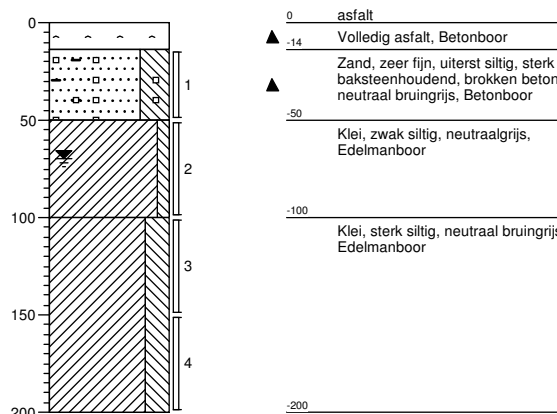 0
50
100
150
200
1
2
3
4
0 asfalt
-14 Volledig asfalt, Betonboor
Zand, zeer fijn, uiterst siltig, sterk
baksteenhoudend, brokken beton
neutraal bruingrijs, Betonboor
-50
Klei, zwak siltig, neutraalgrijs,
Edelmanboor
-100
Klei, sterk siltig, neutraal bruingrijs
Edelmanboor
-200